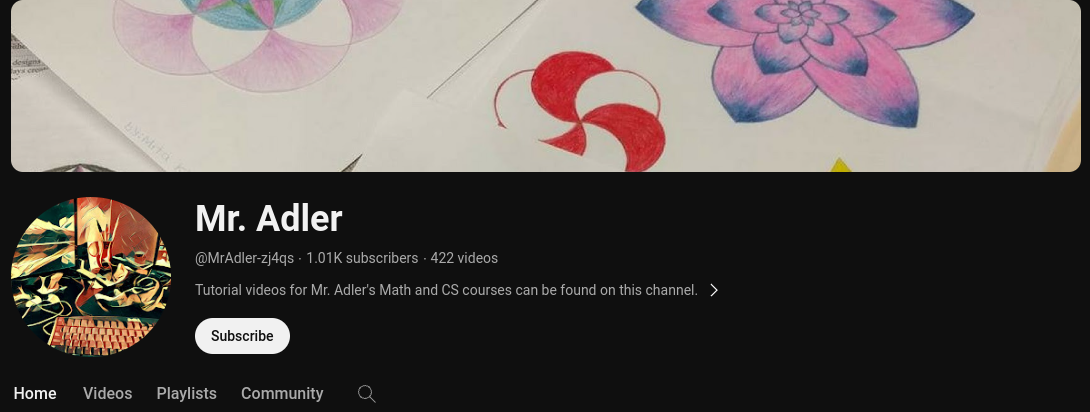 designs
Mr. Adler
@MrAdler-zj4qs · 1.01K subscribers · 422 videos
Tutorial videos for Mr. Adler's Math and CS courses can be found on this channel.
Subscribe
Home Videos Playlists Community